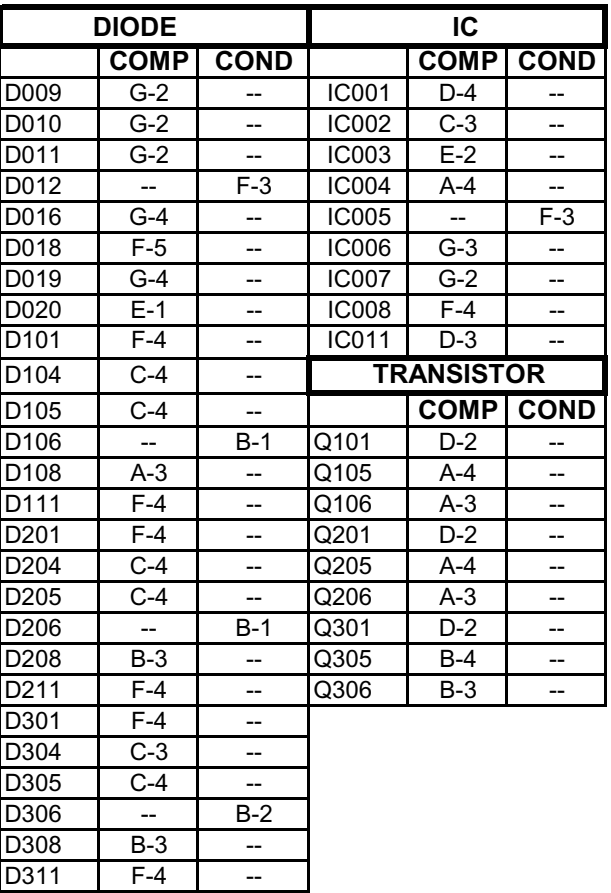 DIODE IC
COMP COND COMP COND
D009 G-2 -- IC001 D-4 --
D010 G-2 -- IC002 C-3 --
D011 G-2 -- IC003 E-2 --
D012 -- F-3 IC004 A-4 --
D016 G-4 -- IC005 -- F-3
D018 F-5 -- IC006 G-3 --
D019 G-4 -- IC007 G-2 --
D020 E-1 -- IC008 F-4 --
D101 F-4 -- IC011 D-3 --
D104 C-4 -- TRANSISTOR
D105 C-4 -- COMP COND
D106 -- B-1 Q101 D-2 --
D108 A-3 -- Q105 A-4 --
D111 F-4 -- Q106 A-3 --
D201 F-4 -- Q201 D-2 --
D204 C-4 -- Q205 A-4 --
D205 C-4 -- Q206 A-3 --
D206 -- B-1 Q301 D-2 --
D208 B-3 -- Q305 B-4 --
D211 F-4 -- Q306 B-3 --
D301 F-4 --
D304 C-3 --
D305 C-4 --
D306 -- B-2
D308 B-3 --
D311 F-4 --